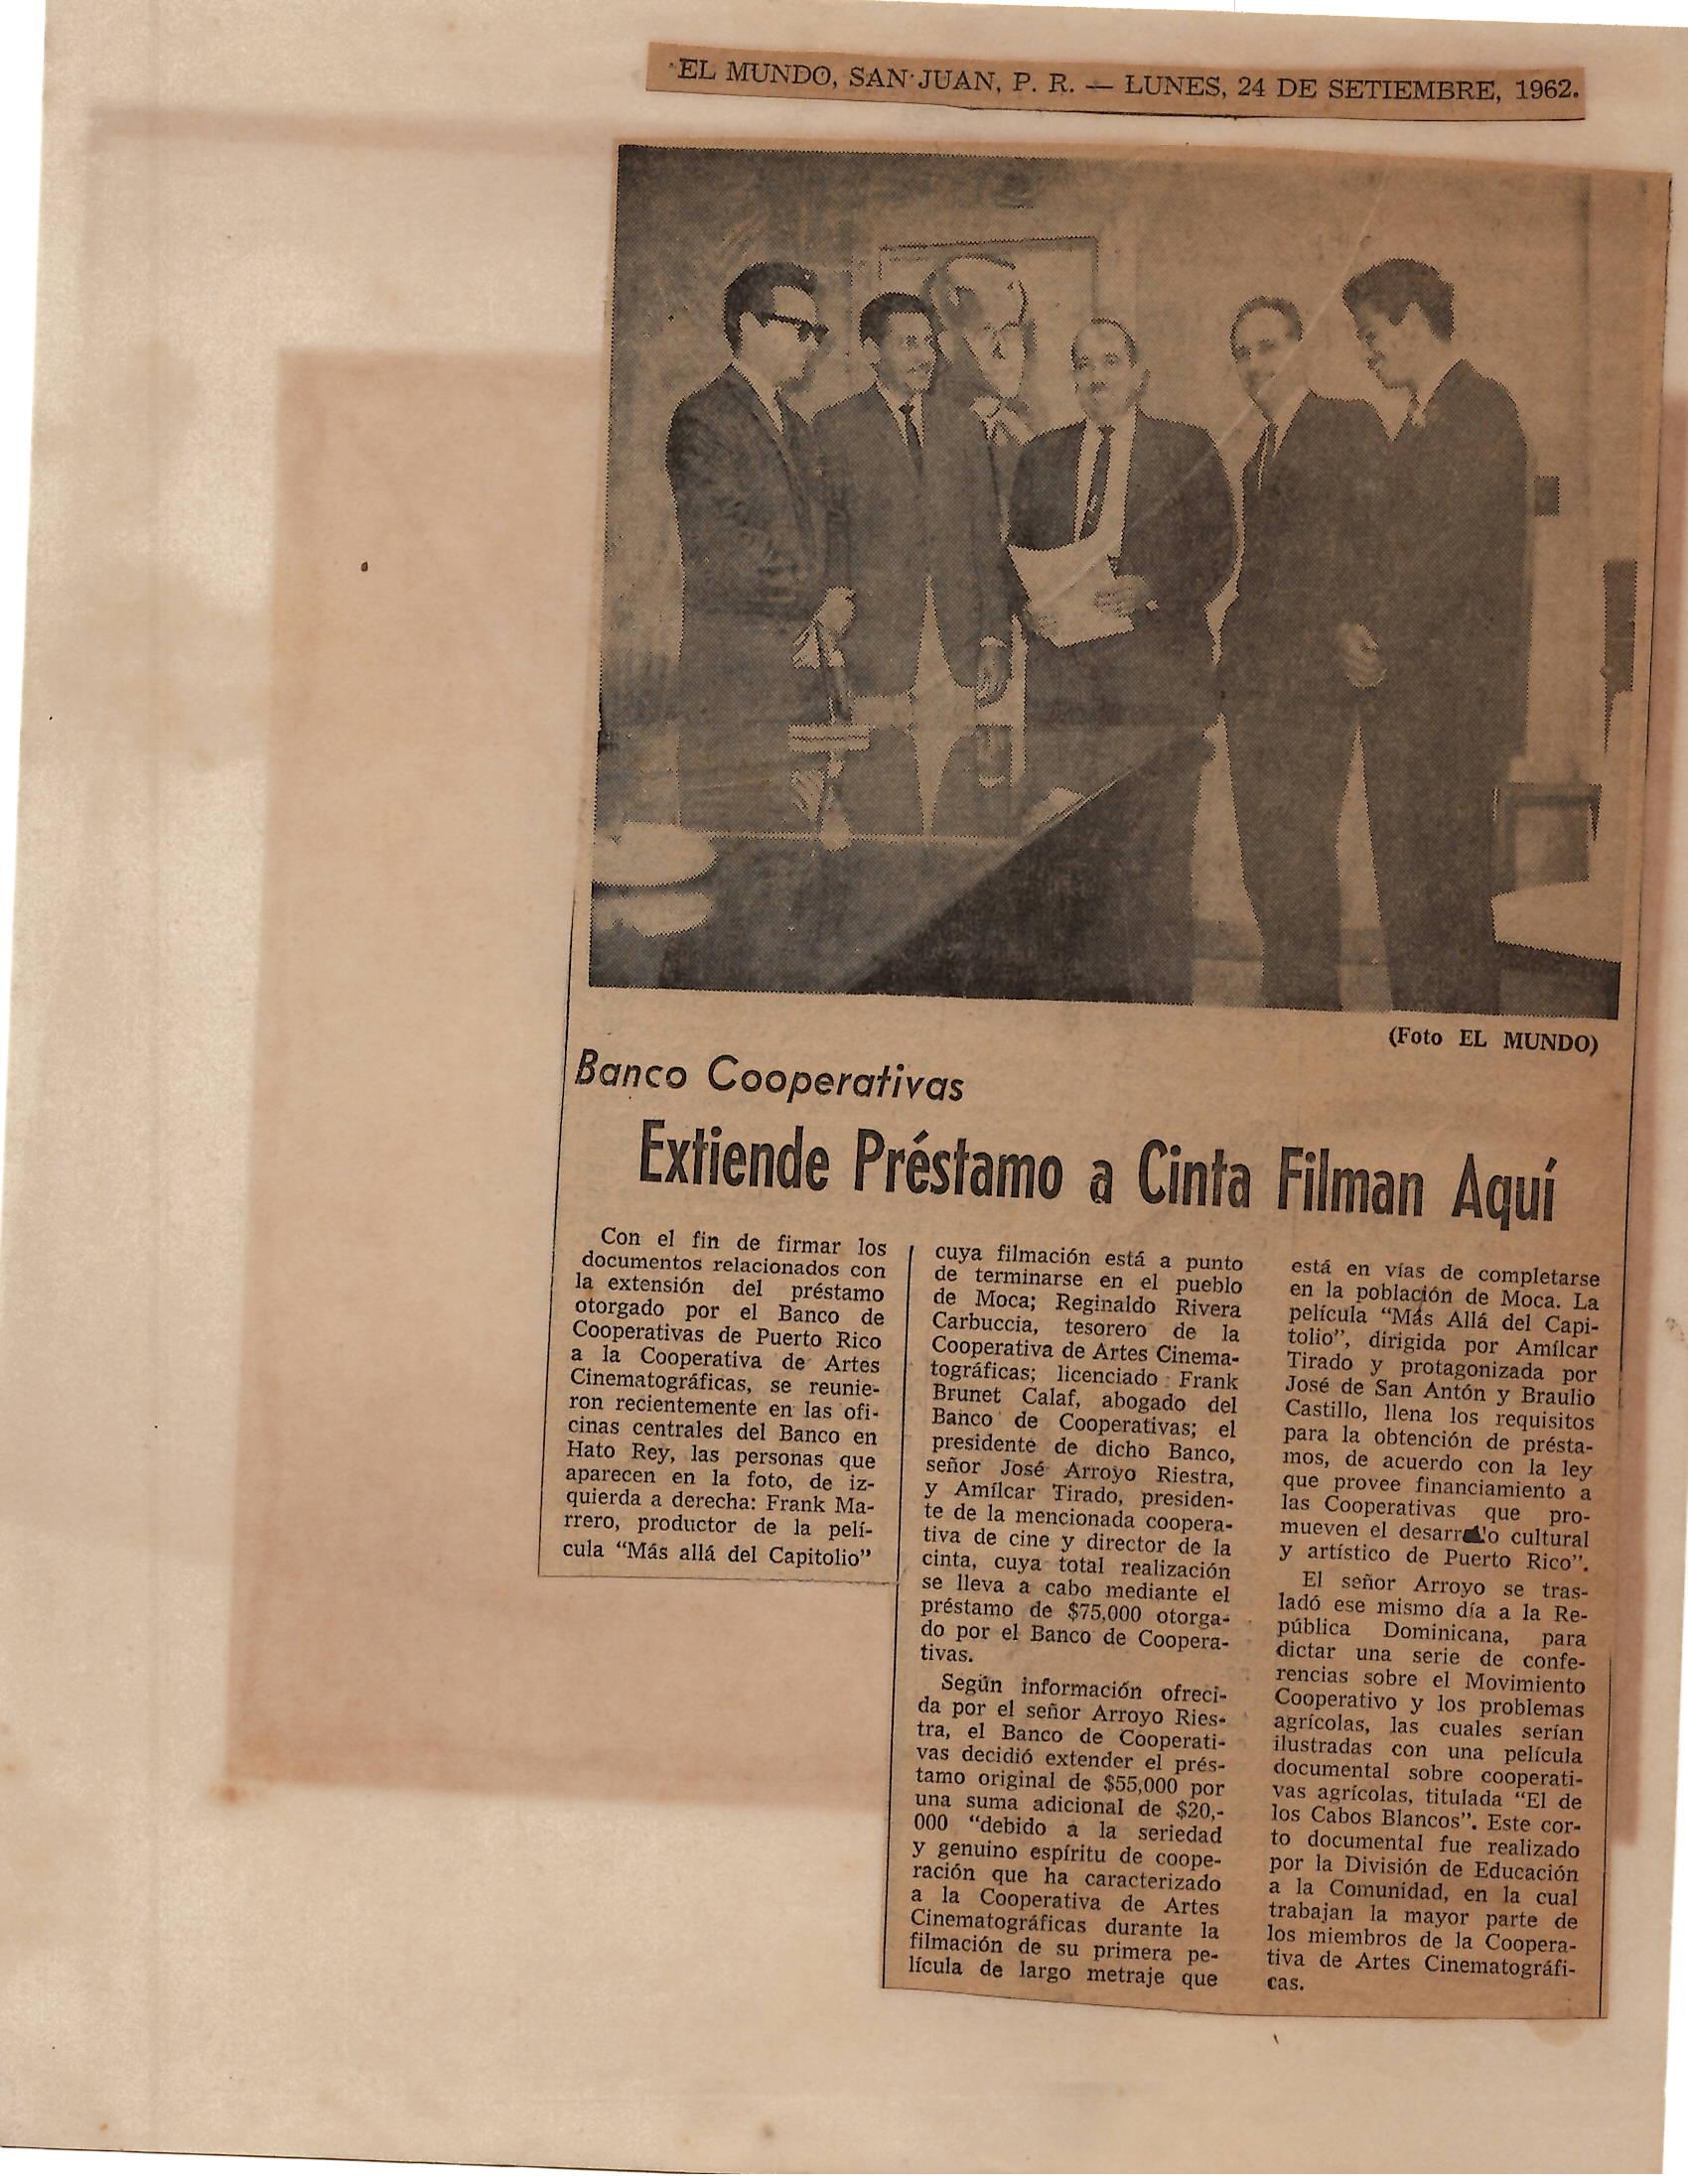 EL MUNDO, SAN JUAN, P. R. — LUNES, 24 DE SETIEMBRE, 1962.
(Foto EL MUNDO)
Banco Cooperativas
Extiende Préstamo a Cinta Filman Aquí
Con el fin de firmar los
documentos relacionados con
la extensión del préstamo
otorgado por el Banco de
Cooperativas de Puerto Rico
a la Cooperativa de Artes
Cinematográficas, se reunie-
ron recientemente en las ofi-
cinas centrales del Banco en
Hato Rey, las personas que
aparecen en la foto, de iz-
quierda a derecha: Frank Ma-
rrero, productor de la pelí-
cula “Más allá del Capitolio”
cuya filmación está a punto
de terminarse en el pueblo
de Moca; Reginaldo Rivera
Carbuccia, tesorero de la
Cooperativa de Artes Cinema-
tográficas; licenciado Frank
Brunet Calaf, abogado del
Banco de Cooperativas; el
presidente de dicho Banco,
señor José Arroyo Riestra,
y Amílcar Tirado, presiden-
te de la mencionada coopera-
tiva de cine y director de la
cinta, cuya total realización
se lleva a cabo mediante el
préstamo de $75,000 otorga-
do por el Banco de Coopera-
tivas.
Según información ofreci-
da por el señor Arroyo Ries-
tra, el Banco de Cooperati-
vas decidió extender el prés-
tamo original de $55,000 por
una suma adicional de $20,-
000 “debido a la seriedad
y genuino espíritu de coope-
ración que ha caracterizado
a la Cooperativa de Artes
Cinematográficas durante la
filmación de su primera pe-
lícula de largo metraje que
está en vías de completarse
en la población de Moca. La
película “Más Allá del Capi-
tolio”, dirigida por Amílcar
Tirado y protagonizada por
José de San Antón y Braulio
Castillo, llena los requisitos
para la obtención de présta-
mos, de acuerdo con la ley
que provee financiamiento a
las Cooperativas que pro-
mueven el desarrollo cultural
y artístico de Puerto Rico”.
El señor Arroyo se tras-
ladó ese mismo día a la Re-
pública Dominicana, para
dictar una serie de confe-
rencias sobre el Movimiento
Cooperativo y los problemas
agrícolas, las cuales serían
ilustradas con una película
documental sobre cooperati-
vas agrícolas, titulada “El de
los Cabos Blancos”. Este cor-
to documental fue realizado
por la División de Educación
a la Comunidad, en la cual
trabajan la mayor parte de
los miembros de la Coopera-
tiva de Artes Cinematográfi-
cas.